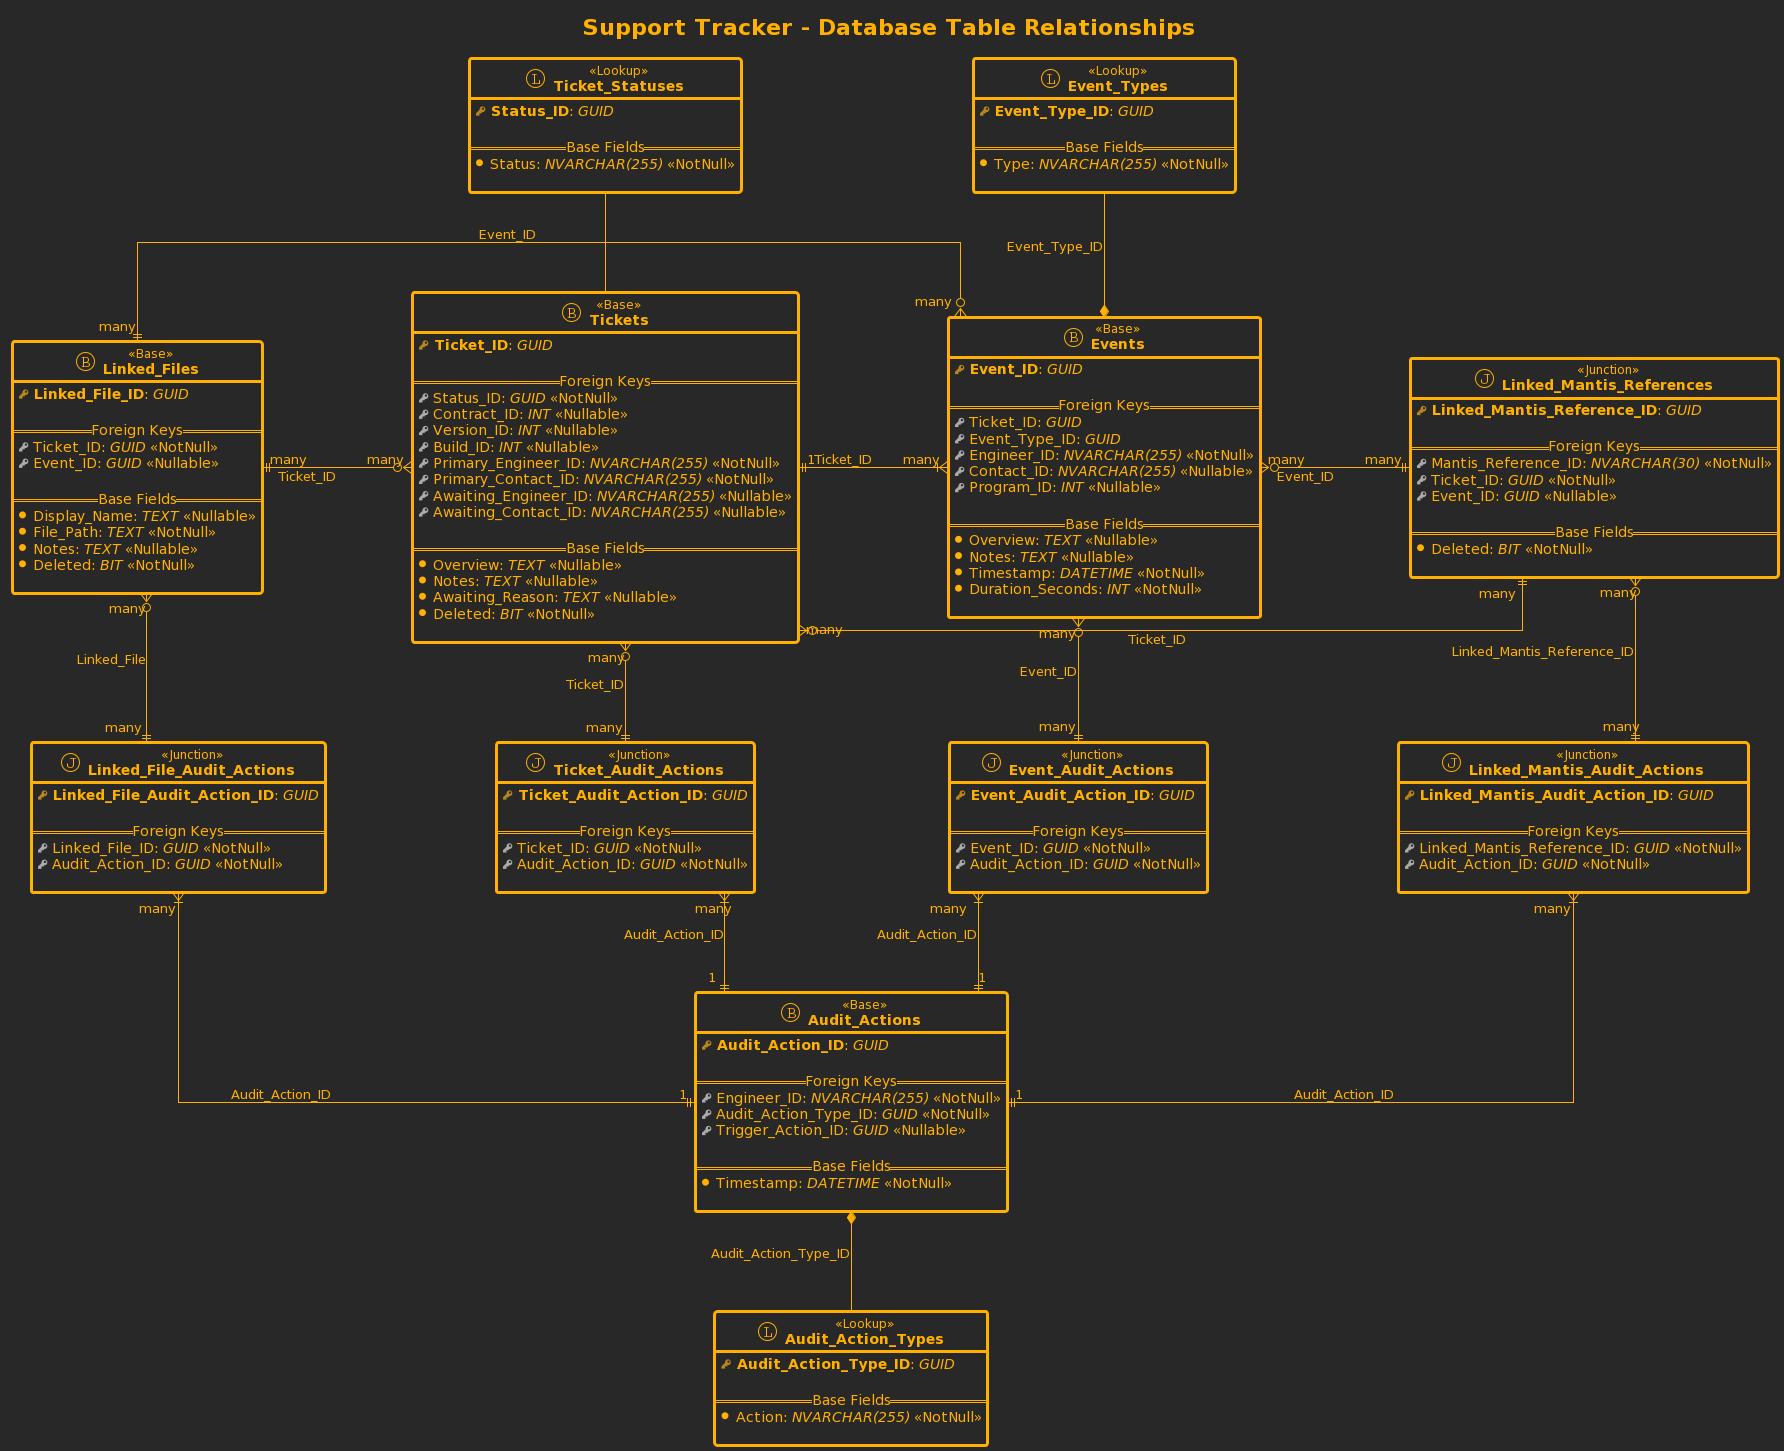 Support Tracker - Database Table Relationships
L
«Lookup»
Ticket_Statuses
Status_ID: GUID
Base Fields
Status: NVARCHAR(255) «NotNull»
L
«Lookup»
Event_Types
Event_Type_ID: GUID
Base Fields
Type: NVARCHAR(255) «NotNull»
Event_ID
Event_Type_ID
many
many
B
«Base»
Linked_Files
Linked_File_ID: GUID
Foreign Keys
Ticket_ID: GUID «NotNull»
Event_ID: GUID «Nullable»
Base Fields
Display_Name: TEXT «Nullable»
File_Path: TEXT «NotNull»
Notes: TEXT «Nullable»
Deleted: BIT «NotNull»
many
Ticket_ID
many
B
«Base»
Tickets
Ticket_ID: GUID
Foreign Keys
Status_ID: GUID «NotNull»
Contract_ID: INT «Nullable»
Version_ID: INT «Nullable»
Build_ID: INT «Nullable»
Primary_Engineer_ID: NVARCHAR(255) «NotNull»
Primary_Contact_ID: NVARCHAR(255) «NotNull»
Awaiting_Engineer_ID: NVARCHAR(255) «Nullable»
Awaiting_Contact_ID: NVARCHAR(255) «Nullable»
Base Fields
Overview: TEXT «Nullable»
Notes: TEXT «Nullable»
Awaiting_Reason: TEXT «Nullable»
Deleted: BIT «NotNull»
1
Ticket_ID
many
B
«Base»
Events
Event_ID: GUID
Foreign Keys
Ticket_ID: GUID
Event_Type_ID: GUID
Engineer_ID: NVARCHAR(255) «NotNull»
Contact_ID: NVARCHAR(255) «Nullable»
Program_ID: INT «Nullable»
Base Fields
Overview: TEXT «Nullable»
Notes: TEXT «Nullable»
Timestamp: DATETIME «NotNull»
Duration_Seconds: INT «NotNull»
many
Event_ID
many
J
«Junction»
Linked_Mantis_References
Linked_Mantis_Reference_ID: GUID
Foreign Keys
Mantis_Reference_ID: NVARCHAR(30) «NotNull»
Ticket_ID: GUID «NotNull»
Event_ID: GUID «Nullable»
Base Fields
Deleted: BIT «NotNull»
many
many
many
many
many
many
Ticket_ID
Linked_File
Ticket_ID
Event_ID
Linked_Mantis_Reference_ID
many
many
many
many
J
«Junction»
Linked_File_Audit_Actions
Linked_File_Audit_Action_ID: GUID
Foreign Keys
Linked_File_ID: GUID «NotNull»
Audit_Action_ID: GUID «NotNull»
J
«Junction»
Ticket_Audit_Actions
Ticket_Audit_Action_ID: GUID
Foreign Keys
Ticket_ID: GUID «NotNull»
Audit_Action_ID: GUID «NotNull»
J
«Junction»
Event_Audit_Actions
Event_Audit_Action_ID: GUID
Foreign Keys
Event_ID: GUID «NotNull»
Audit_Action_ID: GUID «NotNull»
J
«Junction»
Linked_Mantis_Audit_Actions
Linked_Mantis_Audit_Action_ID: GUID
Foreign Keys
Linked_Mantis_Reference_ID: GUID «NotNull»
Audit_Action_ID: GUID «NotNull»
many
many
many
many
Audit_Action_ID
Audit_Action_ID
1
1
B
«Base»
Audit_Actions
Audit_Action_ID: GUID
Foreign Keys
Engineer_ID: NVARCHAR(255) «NotNull»
Audit_Action_Type_ID: GUID «NotNull»
Trigger_Action_ID: GUID «Nullable»
Base Fields
Timestamp: DATETIME «NotNull»
Audit_Action_ID
1
1
Audit_Action_ID
Audit_Action_Type_ID
L
«Lookup»
Audit_Action_Types
Audit_Action_Type_ID: GUID
Base Fields
Action: NVARCHAR(255) «NotNull»